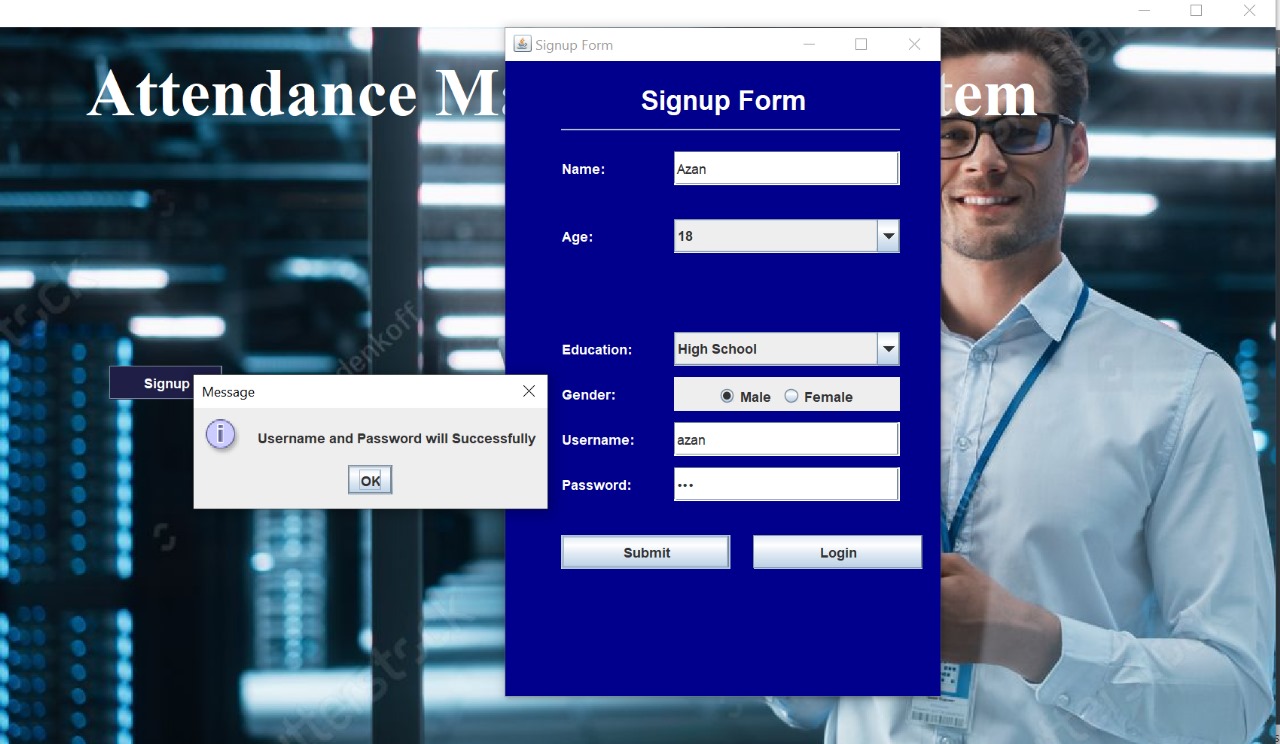 Signup Form
Attendance Ma
tem
Signup Form
Name:
Azan
Age:
18
Education:
High School
Signup
Message
Gender:
Male
Female
Username and Password will Successfully
Username:
azan
OK
Password:
•••
Submit
Login